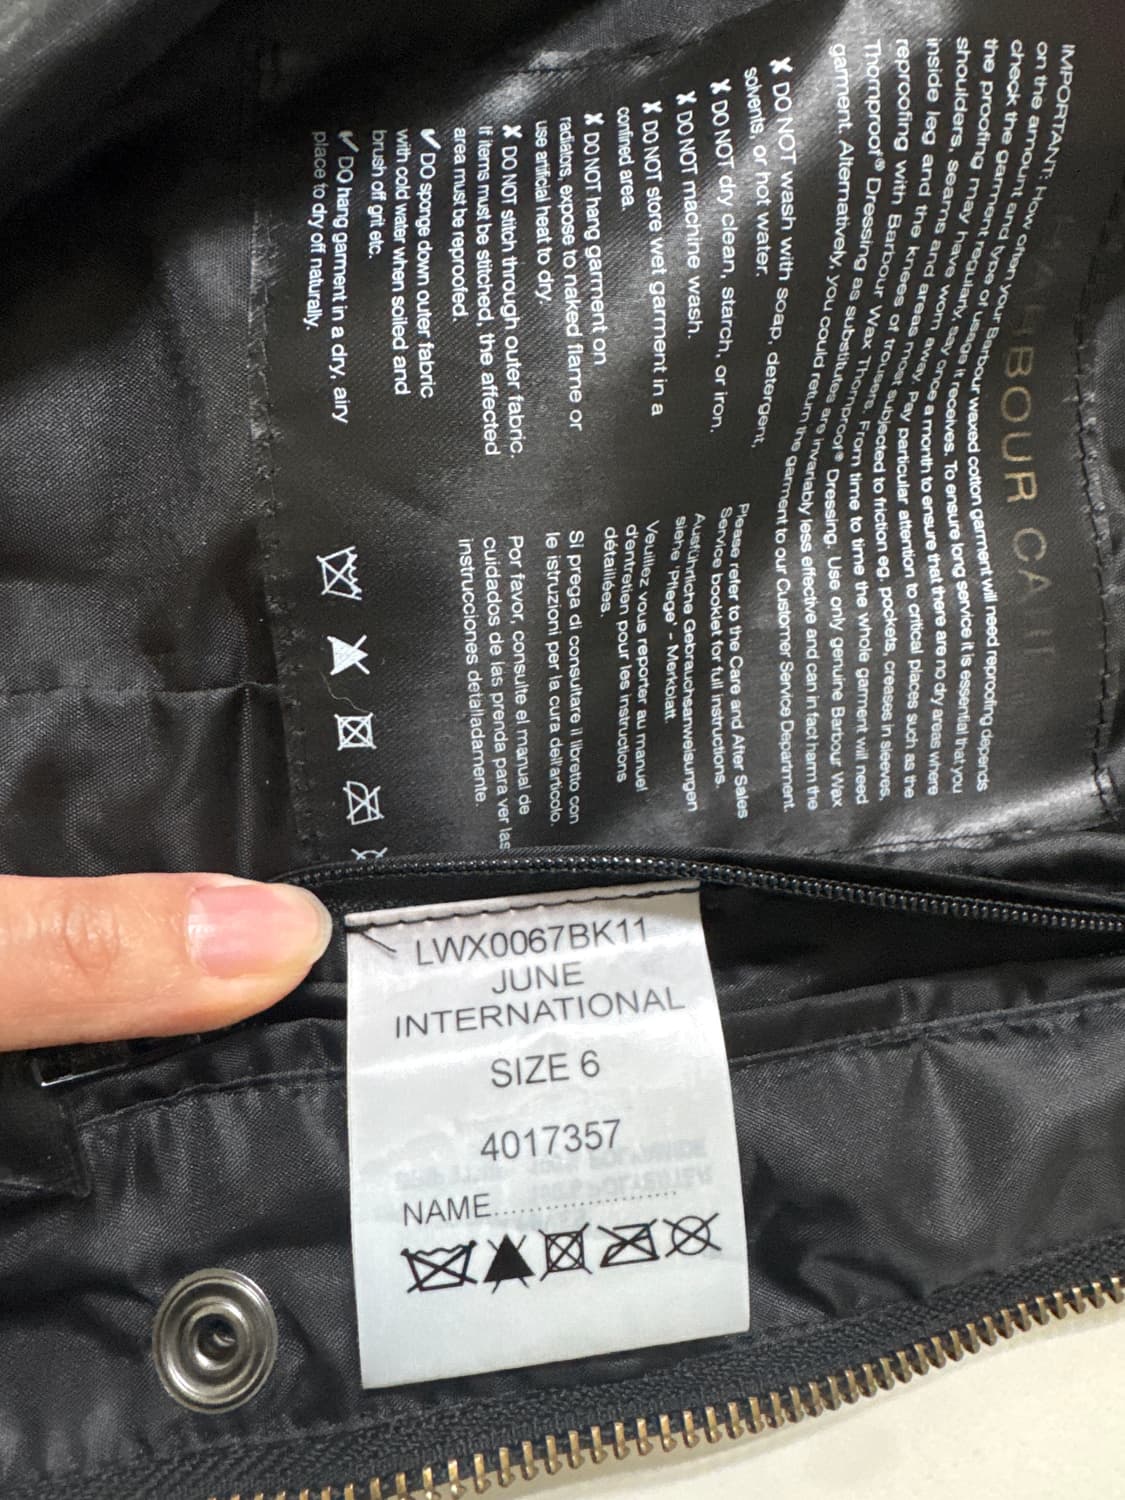 BARBOUR CARE
IMPORTANT: How often your Barbour waxed cotton garment will need reproofing depends
on the amount and type of usage it receives. To ensure long service it is essential that you
check the garment regularly, say once a month to ensure that there are no dry areas where
the proofing may have worn away. Pay particular attention to critical places such as the
shoulders, seams and areas most subjected to friction eg. pockets, creases in sleeves,
inside leg and the knees of trousers. From time to time the whole garment will need
reproofing with Barbour Wax Thornproof® Dressing. Use only genuine Barbour Wax
Thornproof® Dressing as substitutes are invariably less effective and can in fact harm the
garment. Alternatively, you could return the garment to our Customer Service Department.
✗ DO NOT wash with soap, detergent,
solvents, or hot water.
✗ DO NOT dry clean, starch, or iron.
✗ DO NOT machine wash.
✗ DO NOT store wet garment in a
confined area.
✗ DO NOT hang garment on
radiators, expose to naked flame or
use artificial heat to dry.
✗ DO NOT stitch through outer fabric.
If items must be stitched, the affected
area must be reproofed.
✓ DO sponge down outer fabric
with cold water when soiled and
brush off grit etc.
✓ DO hang garment in a dry, airy
place to dry off naturally.
Please refer to the Care and After Sales
Service booklet for full instructions.
Ausführliche Gebrauchsanweisungen
siehe 'Pflege' - Merkblatt.
Veuillez vous reporter au manuel
d'entretien pour les instructions
détaillées.
Si prega di consultare il libretto con
le istruzioni per la cura dell'articolo.
Por favor, consulte el manual de
cuidados de las prenda para ver las
instrucciones detalladamente.
LWX0067BK11
JUNE
INTERNATIONAL
SIZE 6
4017357
NAME......................